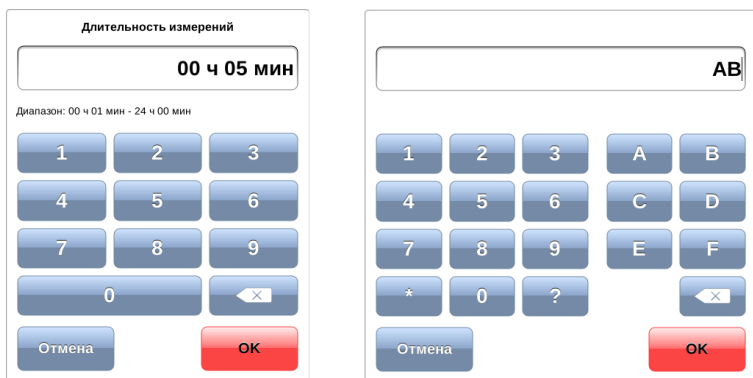 Длительность измерений
00 ч 05 мин
Диапазон: 00 ч 01 мин - 24 ч 00 мин
1 2 3
4 5 6
7 8 9
0
Отмена OK
AB
1 2 3 A B
4 5 6 C D
7 8 9 E F
* 0 ?
Отмена OK